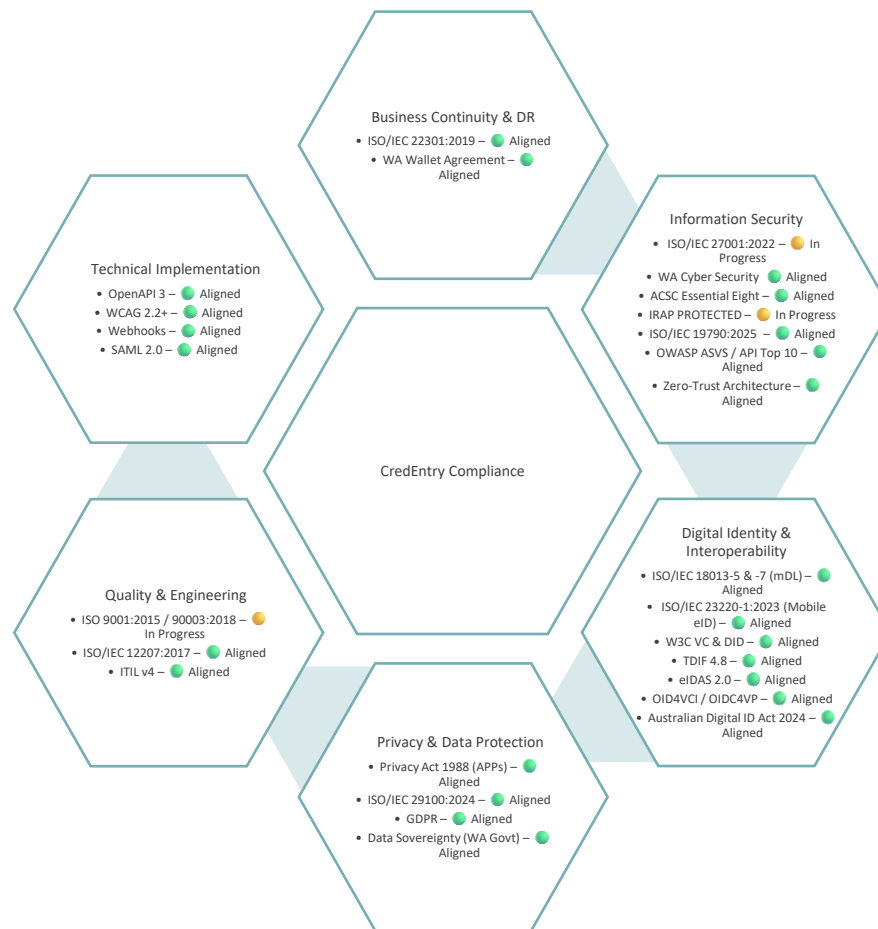 Business Continuity & DR
• ISO/IEC 22301:2019 – Aligned
• WA Wallet Agreement –
Aligned
Information Security
• ISO/IEC 27001:2022 – In
Progress
• WA Cyber Security Aligned
• ACSC Essential Eight – Aligned
• IRAP PROTECTED – In Progress
• ISO/IEC 19790:2025 – Aligned
• OWASP ASVS / API Top 10 –
Aligned
• Zero-Trust Architecture –
Aligned
Technical Implementation
• OpenAPI 3 – Aligned
• WCAG 2.2+ – Aligned
• Webhooks – Aligned
• SAML 2.0 – Aligned
CredEntry Compliance
Digital Identity &
Interoperability
• ISO/IEC 18013-5 & -7 (mDL) –
Aligned
• ISO/IEC 23220-1:2023 (Mobile
eID) – Aligned
• W3C VC & DID – Aligned
• TDIF 4.8 – Aligned
• eIDAS 2.0 – Aligned
• OID4VCI / OIDC4VP – Aligned
• Australian Digital ID Act 2024 –
Aligned
Quality & Engineering
• ISO 9001:2015 / 90003:2018 –
In Progress
• ISO/IEC 12207:2017 – Aligned
• ITIL v4 – Aligned
Privacy & Data Protection
• Privacy Act 1988 (APPs) –
Aligned
• ISO/IEC 29100:2024 – Aligned
• GDPR – Aligned
• Data Sovereignty (WA Govt) –
Aligned